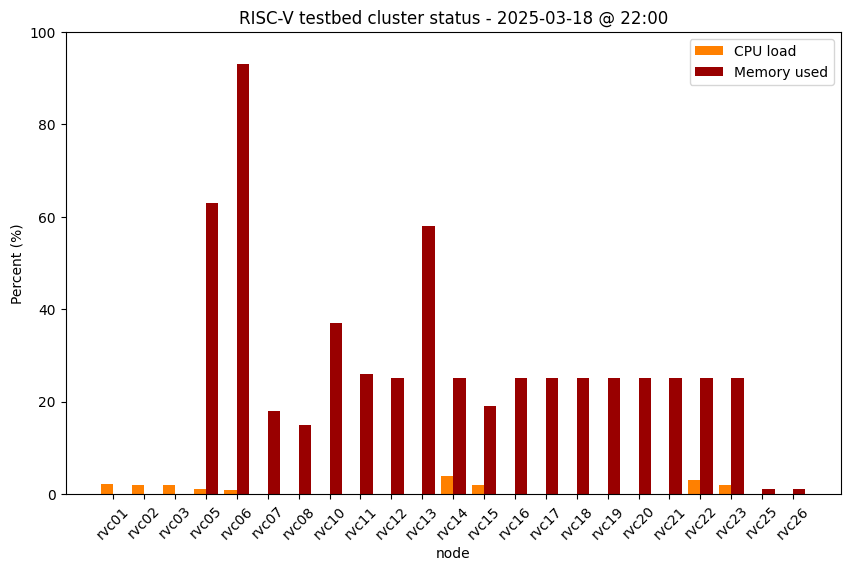 RISC-V testbed cluster status - 2025-03-18 @ 22:00
CPU load
Memory used
100
80
60
40
20
0
Percent (%)
rvc01
rvc02
rvc03
rvc05
rvc06
rvc07
rvc08
rvc10
rvc11
rvc12
rvc13
rvc14
rvc15
rvc16
rvc17
rvc18
rvc19
rvc20
rvc21
rvc22
rvc23
rvc25
rvc26
node